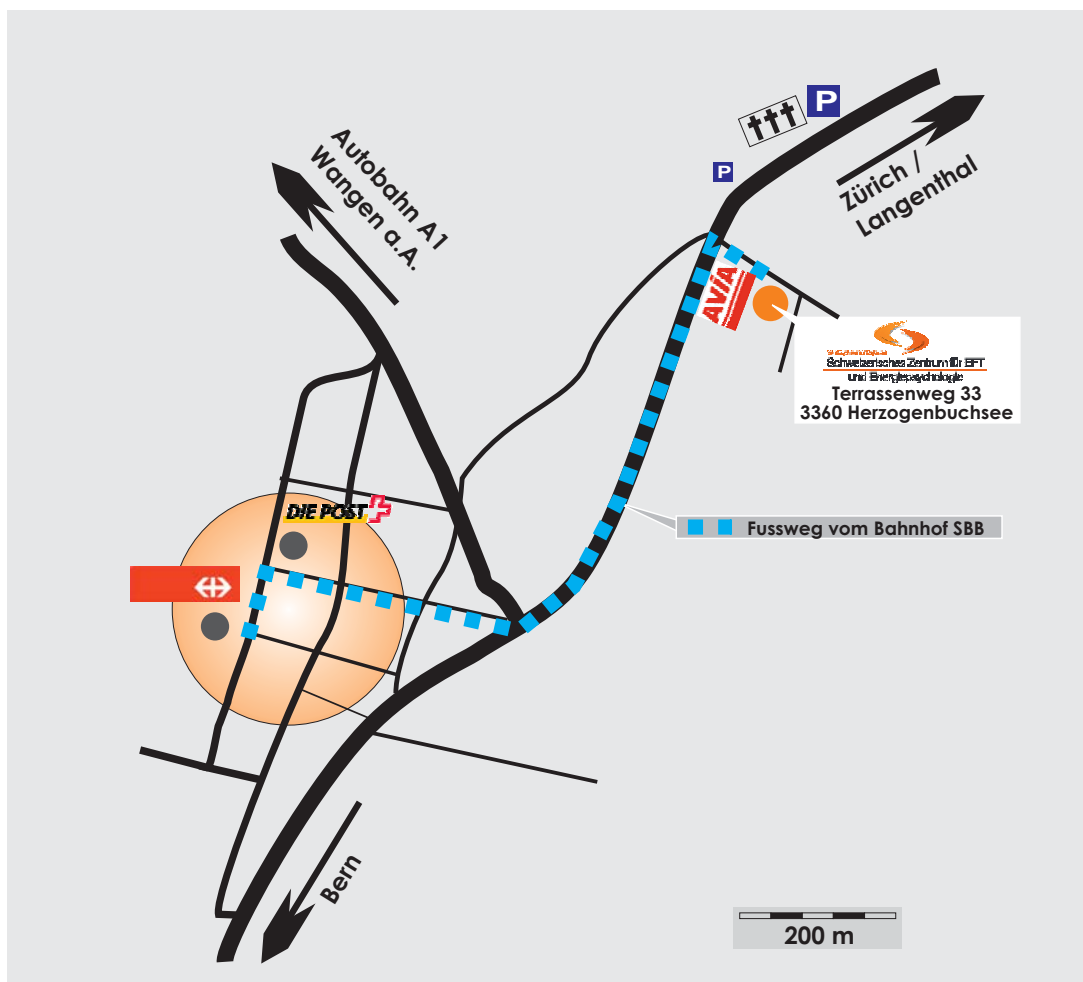 P
Autobahn A1
Wangen a.A.
P
Zürich /
Langenthal
AVIA
Schweizerisches Zentrum für EFT
und Energiepsychologie
Terrassenweg 33
3360 Herzogenbuchsee
DIE POST
Fussweg vom Bahnhof SBB
Bern
200 m